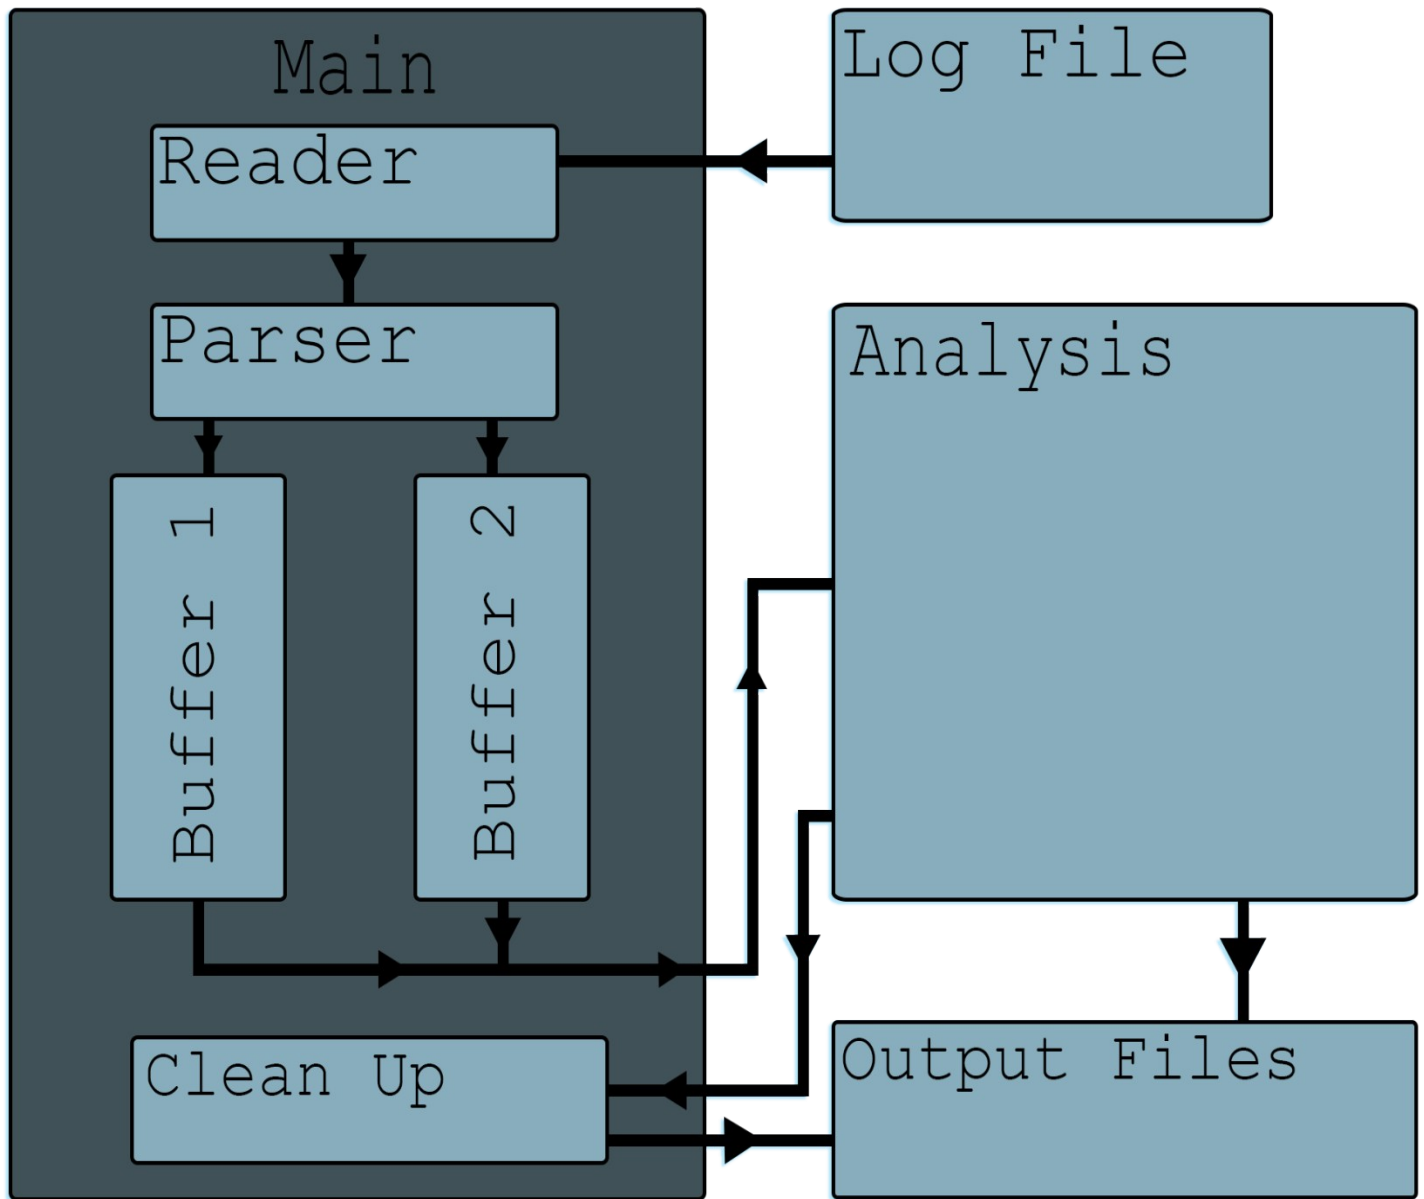 Main
Log File
Reader
Parser
Analysis
Buffer 1
Buffer 2
Clean Up
Output Files